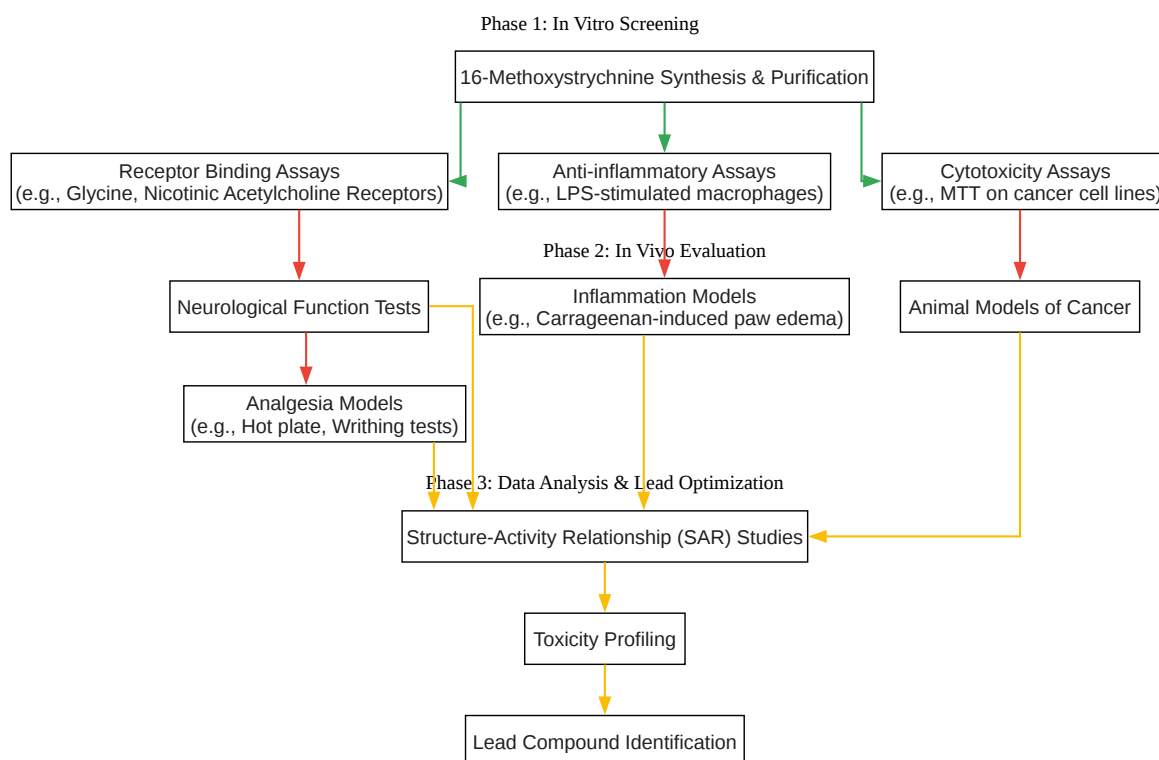 Phase 1: In Vitro Screening
16-Methoxystrychnine Synthesis & Purification
Receptor Binding Assays
(e.g., Glycine, Nicotinic Acetylcholine Receptors)
Anti-inflammatory Assays
(e.g., LPS-stimulated macrophages)
Cytotoxicity Assays
(e.g., MTT on cancer cell lines)
Phase 2: In Vivo Evaluation
Neurological Function Tests
Inflammation Models
(e.g., Carrageenan-induced paw edema)
Animal Models of Cancer
Analgesia Models
(e.g., Hot plate, Writhing tests)
Phase 3: Data Analysis & Lead Optimization
Structure-Activity Relationship (SAR) Studies
Toxicity Profiling
Lead Compound Identification